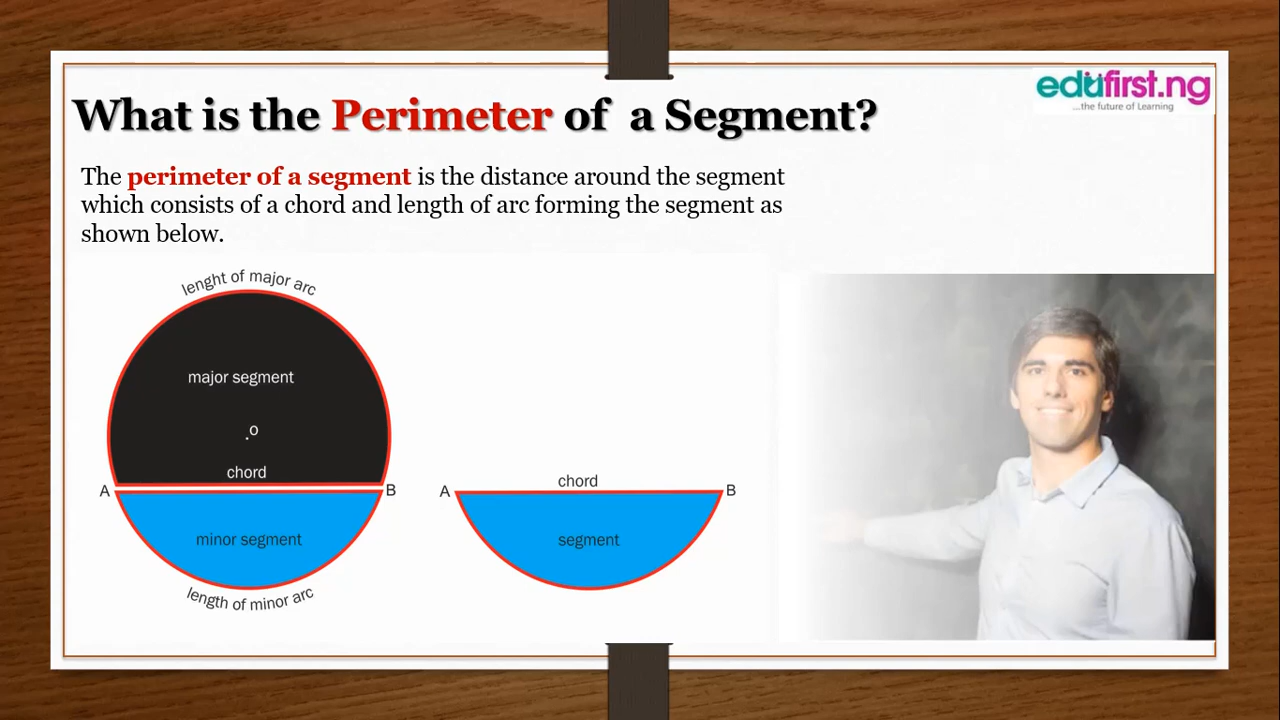 What is the Perimeter of a Segment?
edufirst.ng
...the future of Learning
The perimeter of a segment is the distance around the segment
which consists of a chord and length of arc forming the segment as
shown below.
lenght of major arc
major segment
.o
chord
A B
minor segment
length of minor arc
chord
A B
segment